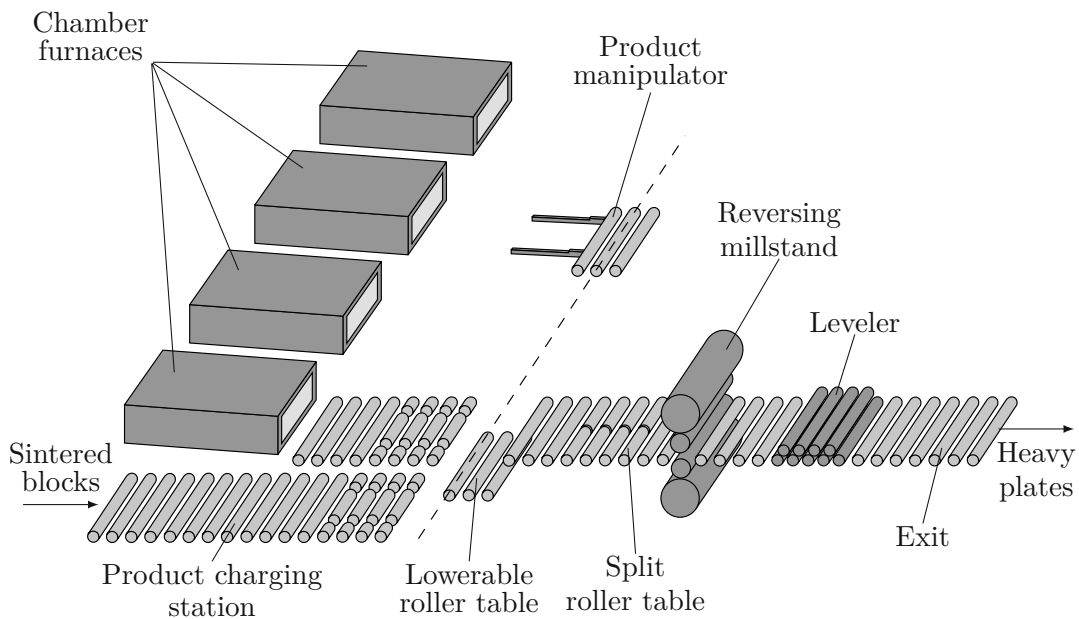 Chamber
furnaces
Product
manipulator
Reversing
millstand
Leveler
Sintered
blocks
Heavy
plates
Exit
Product charging
station
Lowerable
roller table
Split
roller table